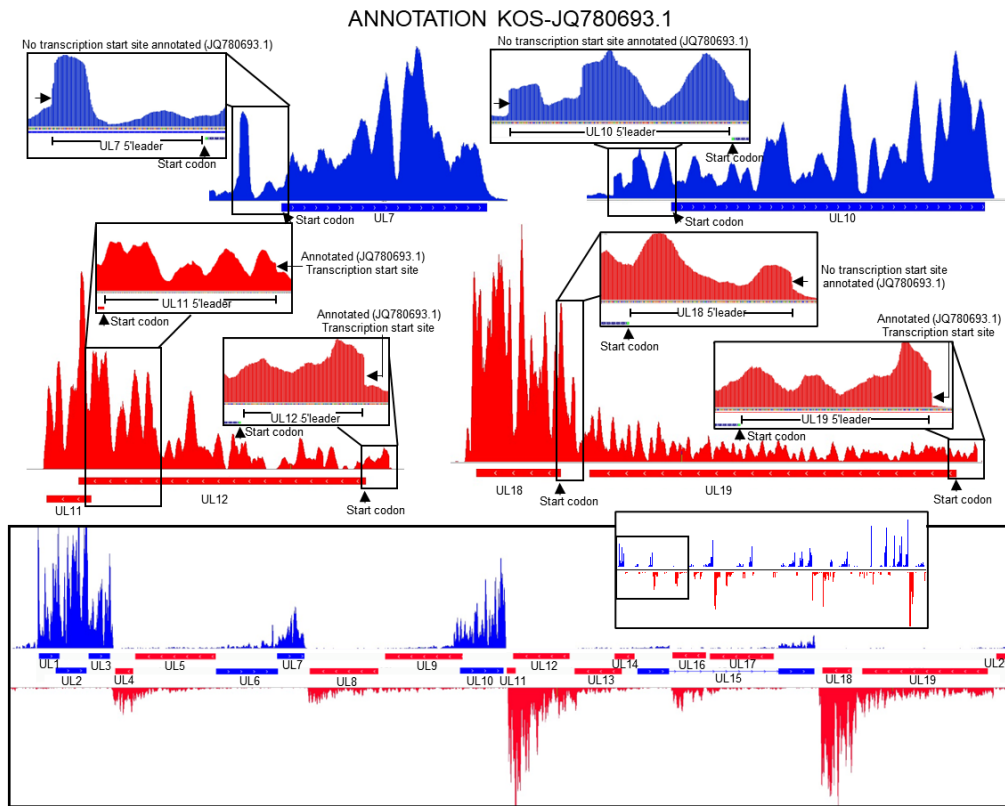 ANNOTATION KOS-JQ780693.1
No transcription start site annotated (JQ780693.1)
UL7 5'leader
Start codon
Start codon
UL7
No transcription start site annotated (JQ780693.1)
UL10 5'leader
Start codon
Start codon
UL10
Annotated (JQ780693.1)
Transcription start site
UL11 5'leader
Start codon
Annotated (JQ780693.1)
Transcription start site
UL12 5'leader
Start codon
UL12
UL11
Start codon
Start codon
No transcription start site
annotated (JQ780693.1)
UL18 5'leader
Start codon
Annotated (JQ780693.1)
Transcription start site
UL19 5'leader
Start codon
UL18
UL19
Start codon
Start codon
UL1 UL3 UL5 UL7 UL9 UL12 UL14 UL16 UL17 UL2
UL2 UL4 UL6 UL8 UL10 UL11 UL13 UL15 UL18 UL19